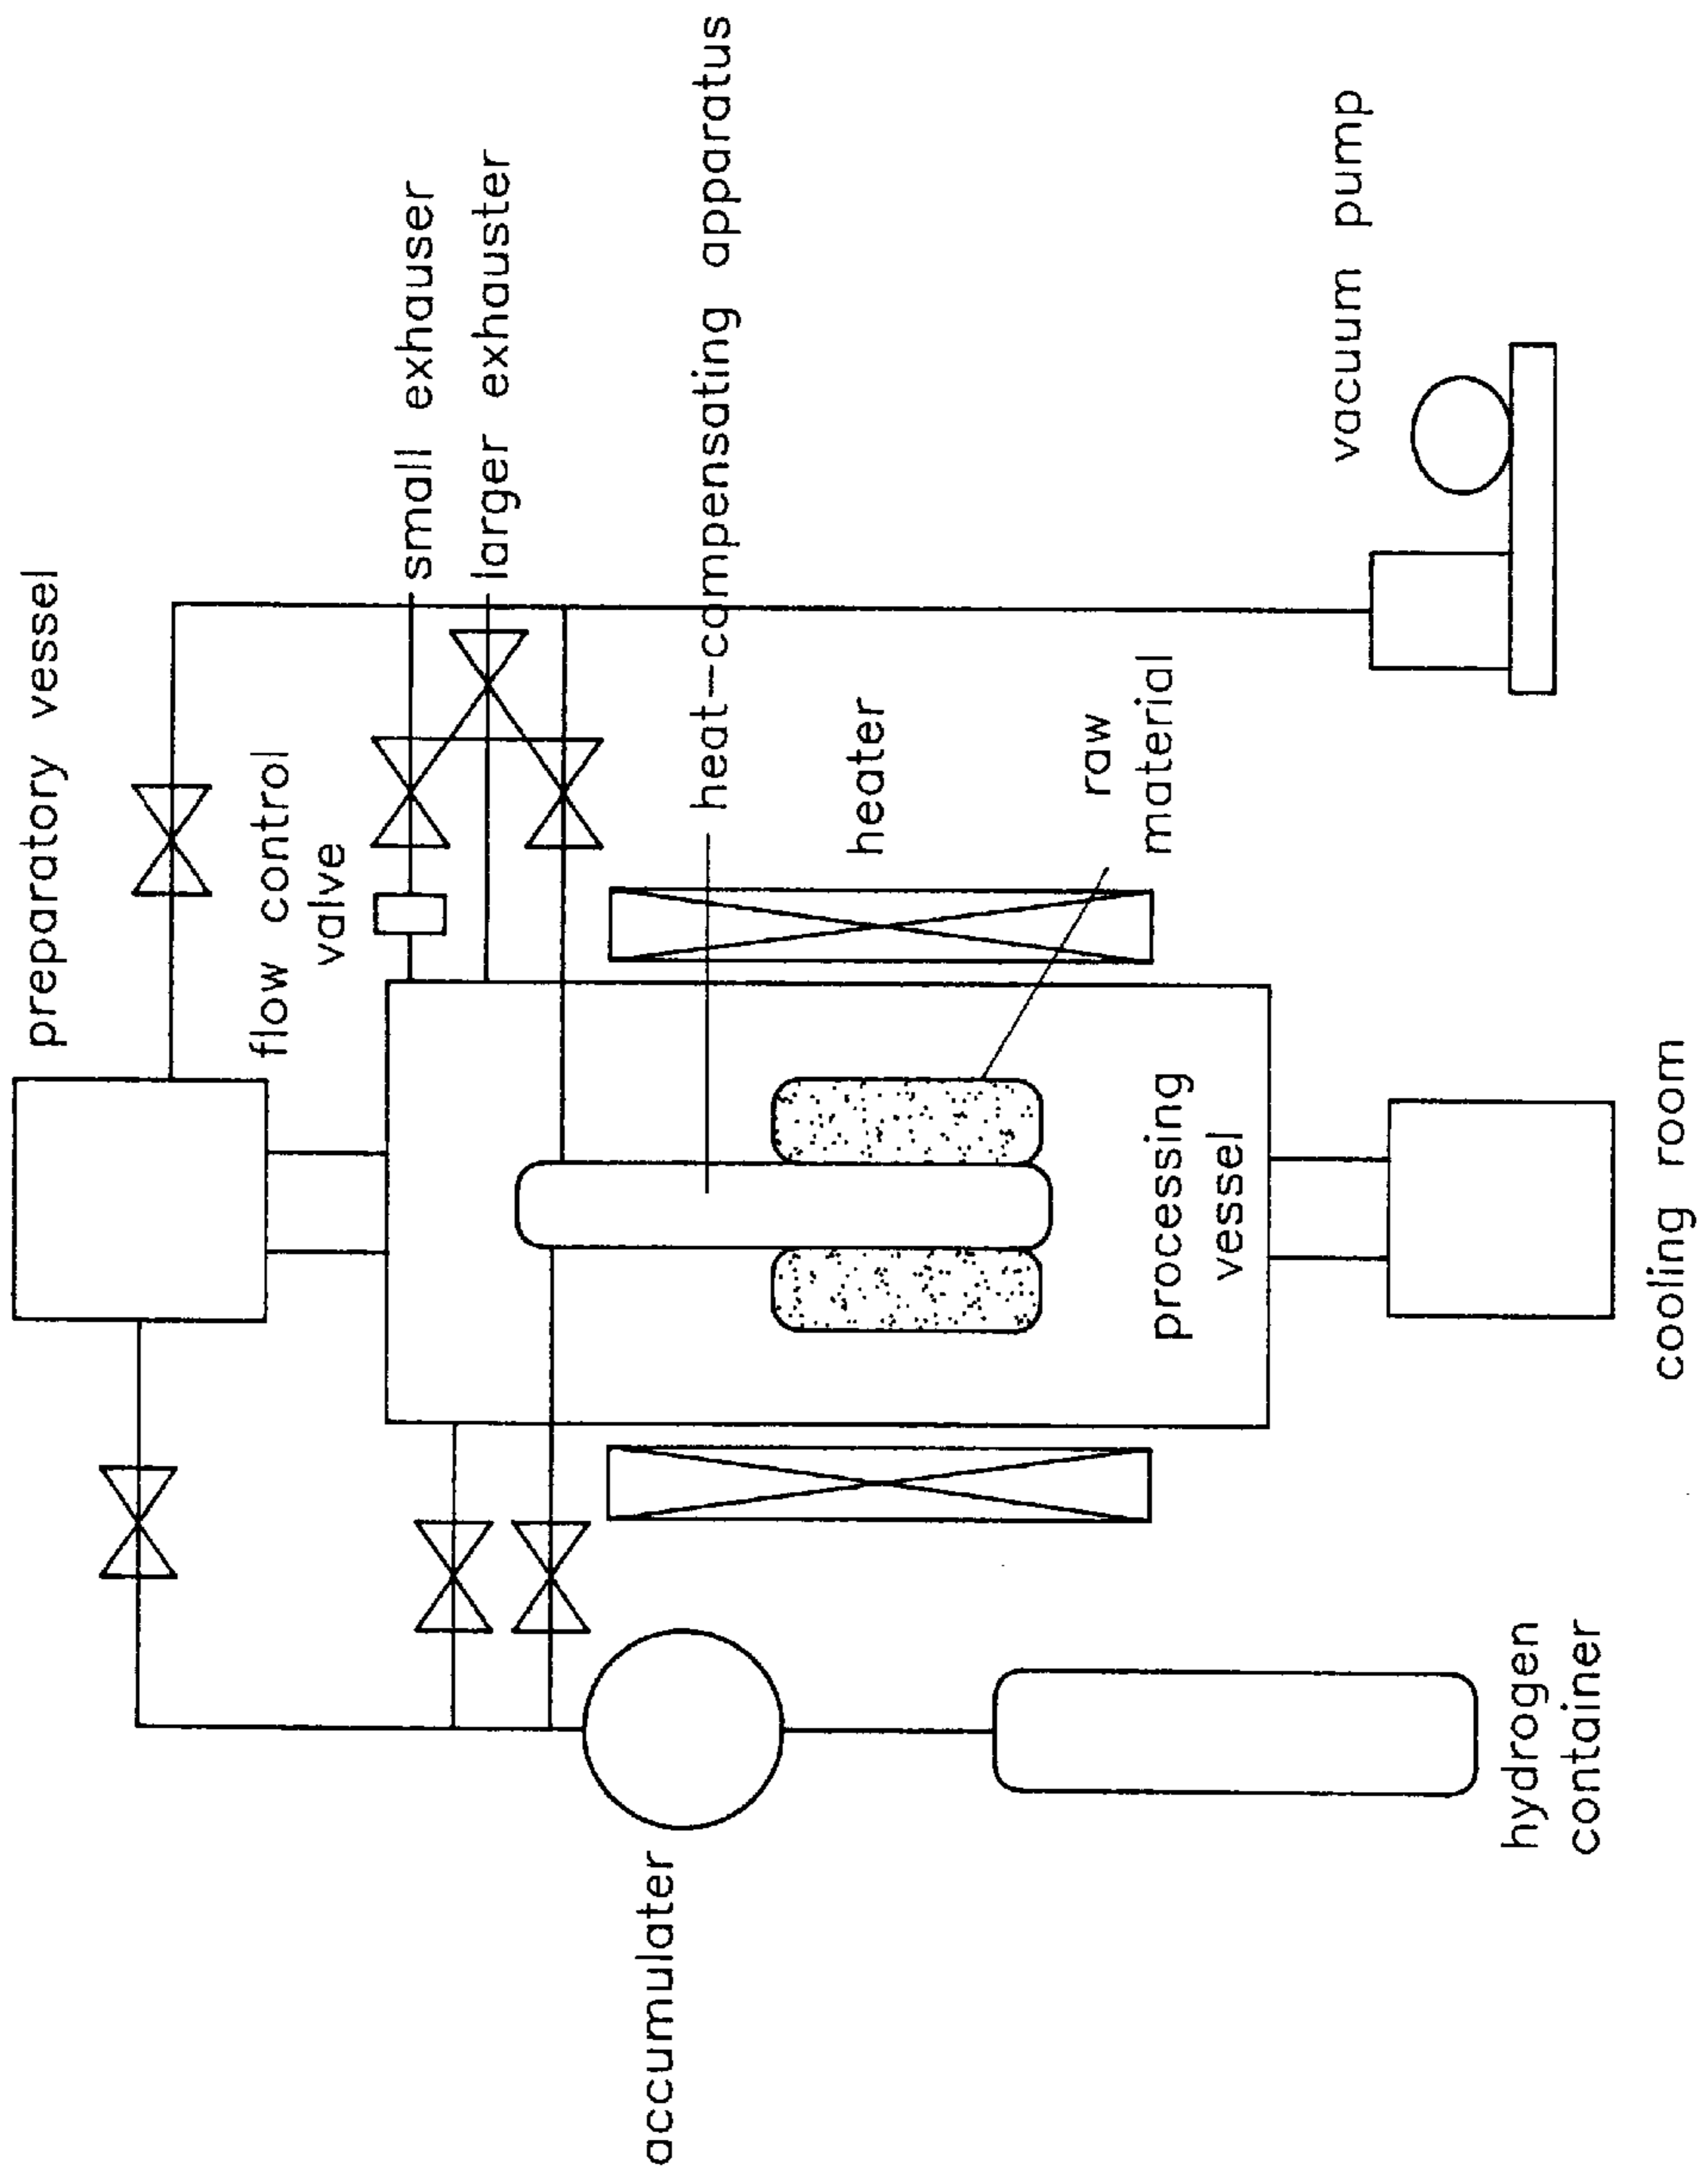 preparatory vessel
flow control
valve
small exhauser
larger exhauster
heat-compensating apparatus
heater
raw
material
vacuum pump
processing
vessel
cooling room
accumulater
hydrogen
container